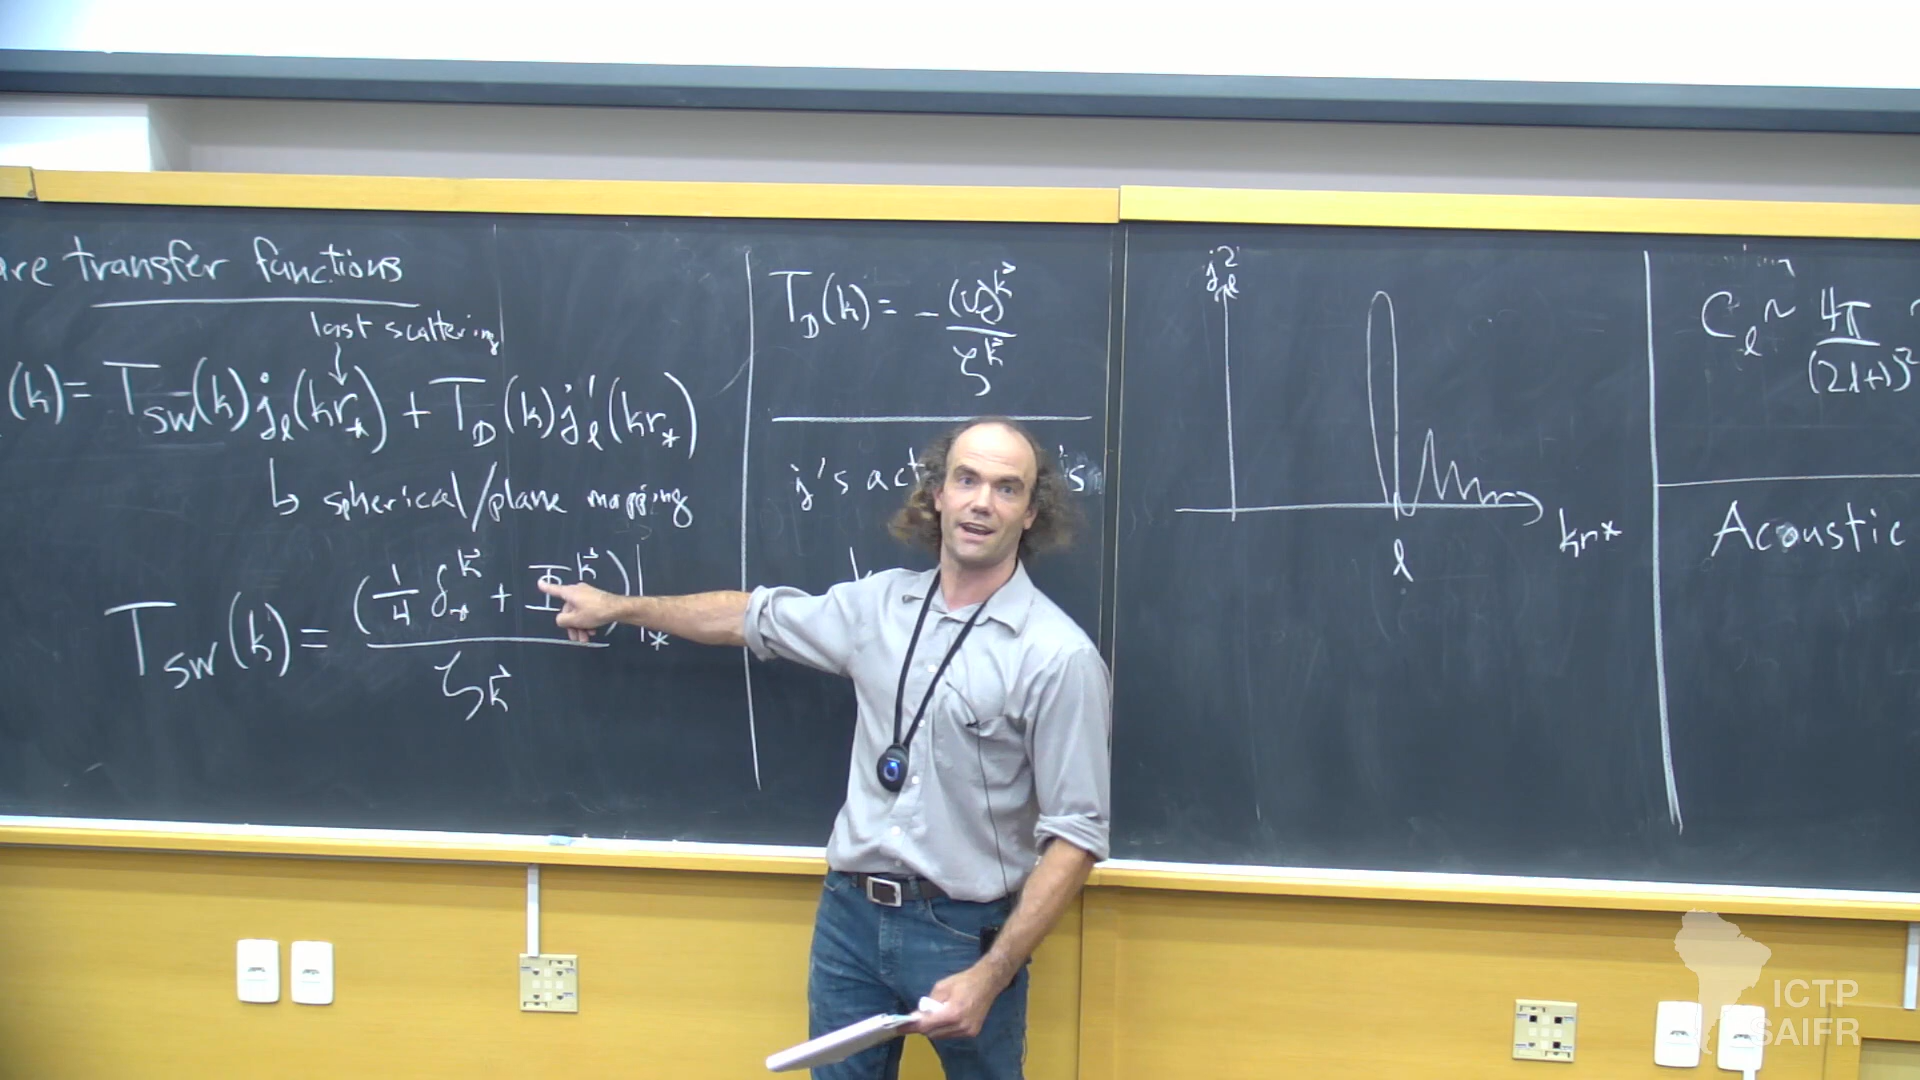 are transfer functions
last scattering
(k) = T_SW(k) j_ℓ(kr_*) + T_D(k) j'_ℓ(kr_*)
↳ spherical/plane mapping
T_SW(k) = (1/4 δ_γ^k⃗ + Φ^k⃗)|_* / ζ_k⃗
T_D(k) = - (v_γ)^k⃗ / ζ^k⃗
j's act
j_ℓ^2
kr*
ℓ
C_ℓ ~ 4π / (2ℓ+1)^2
Acoustic
ICTP
SAIFR